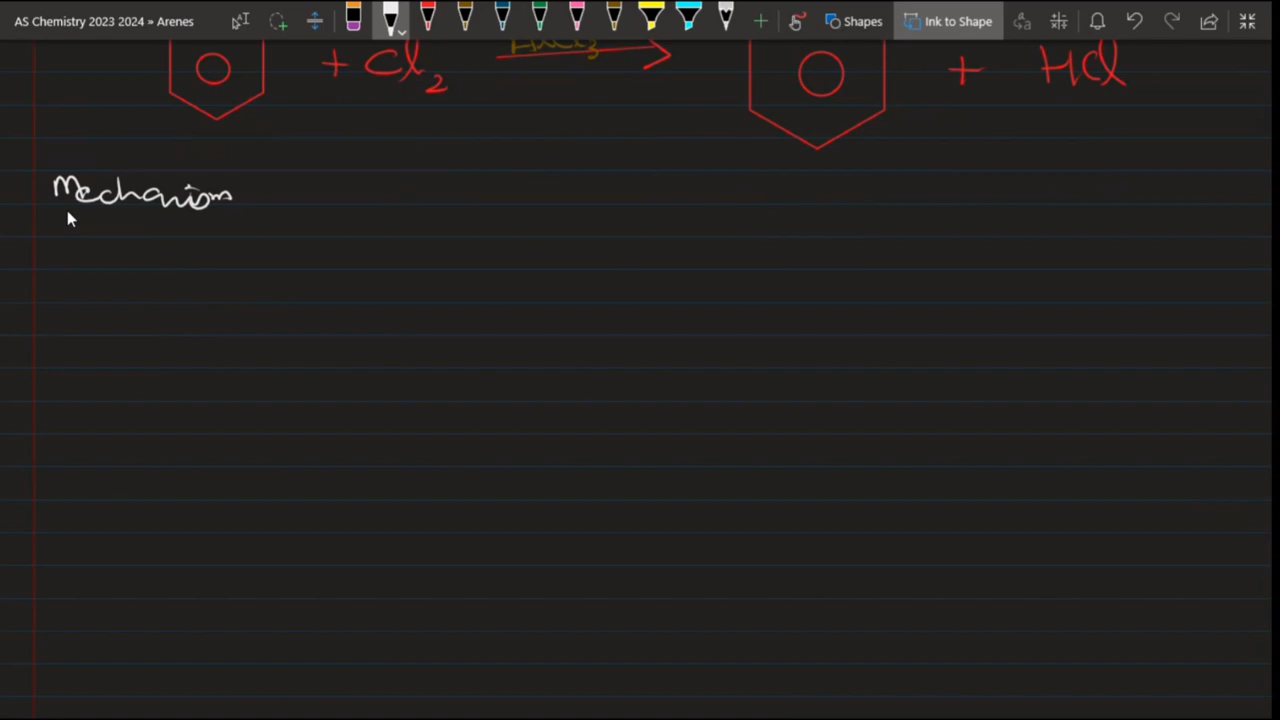 AS Chemistry 2023 2024 » Arenes Shapes Ink to Shape
+ Cl2 + HCl
Mechanism